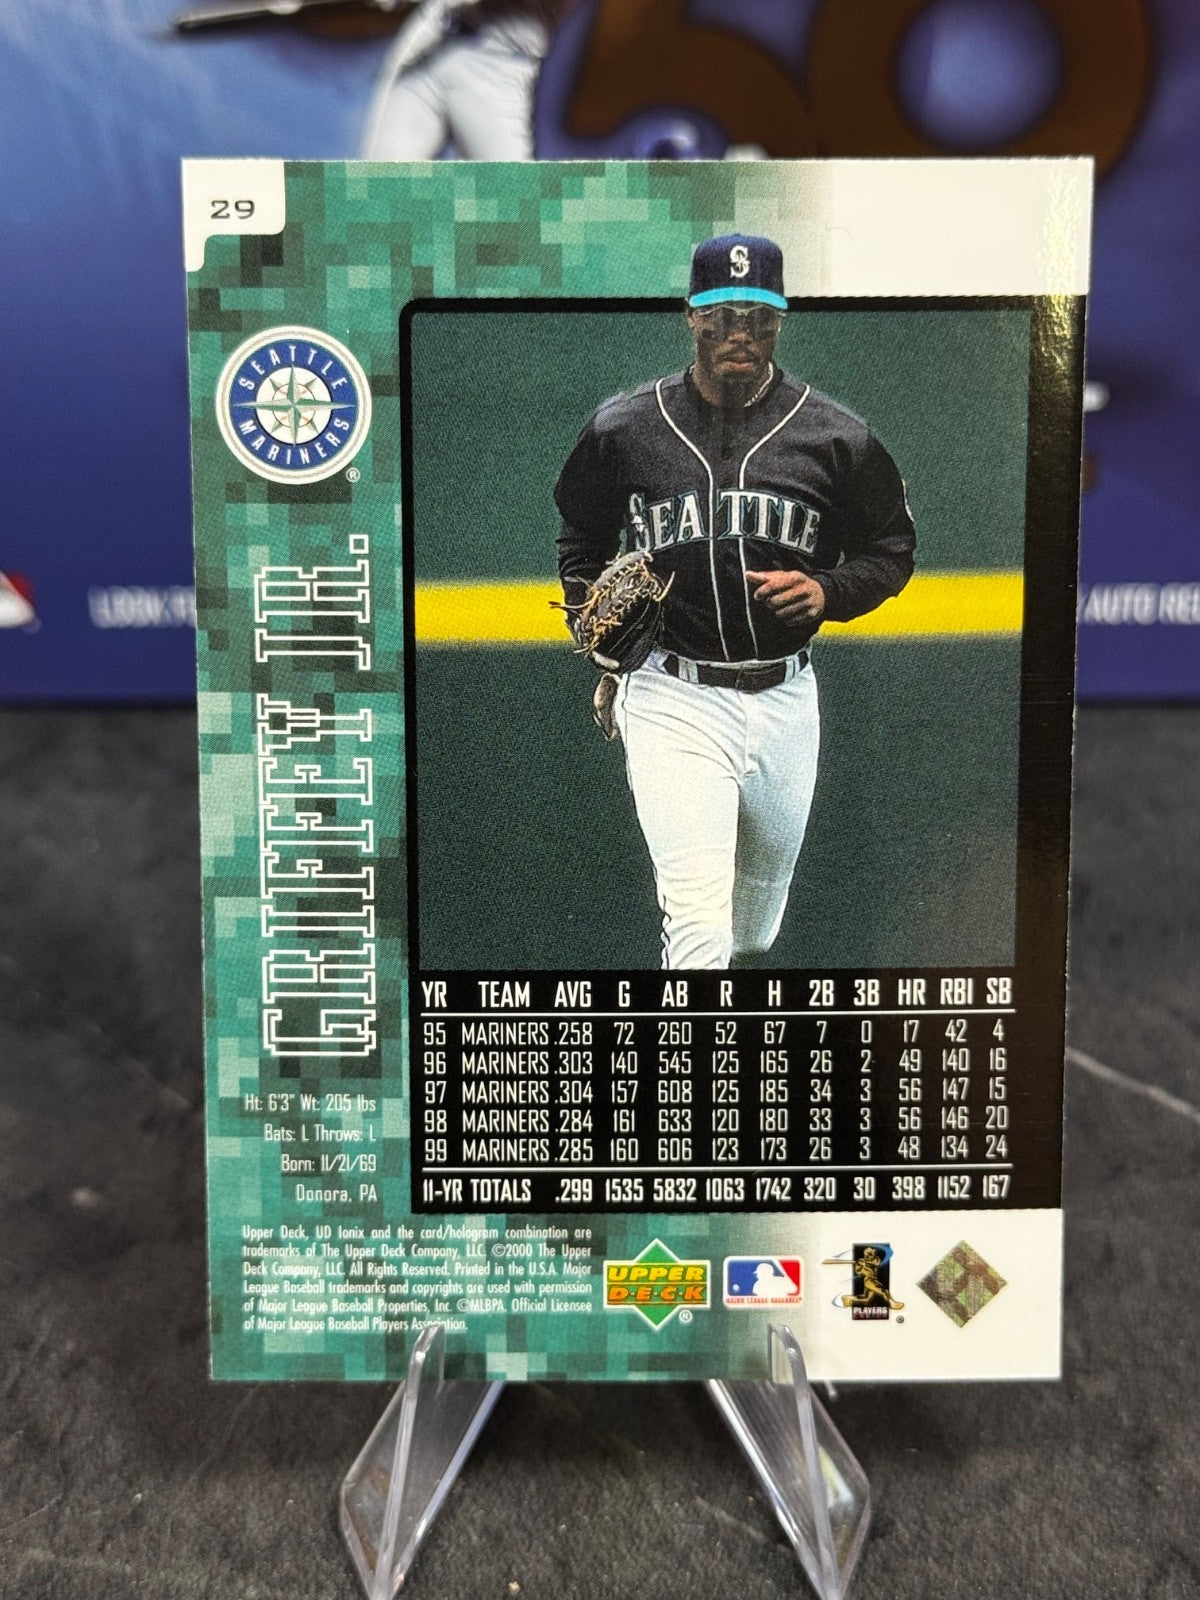 50
29
SEATTLE
MARINERS
®
S
SEATTLE
GRIFFEY JR.
YR TEAM AVG G AB R H 2B 3B HR RBI SB
95 MARINERS .258 72 260 52 67 7 0 17 42 4
96 MARINERS .303 140 545 125 165 26 2 49 140 16
97 MARINERS .304 157 608 125 185 34 3 56 147 15
98 MARINERS .284 161 633 120 180 33 3 56 146 20
99 MARINERS .285 160 606 123 173 26 3 48 134 24
11-YR TOTALS .299 1535 5832 1063 1742 320 30 398 1152 167
Ht: 6'3" Wt: 205 lbs
Bats: L Throws: L
Born: 11/21/69
Donora, PA
Upper Deck, UD Ionix and the card/hologram combination are
trademarks of The Upper Deck Company, LLC. ©2000 The Upper
Deck Company, LLC. All Rights Reserved. Printed in the U.S.A. Major
League Baseball trademarks and copyrights are used with permission
of Major League Baseball Properties, Inc. ©MLBPA. Official Licensee
of Major League Baseball Players Association.
UPPER
DECK
®
MAJOR LEAGUE BASEBALL
PLAYERS
CHOICE
®
LOOK
AUTO